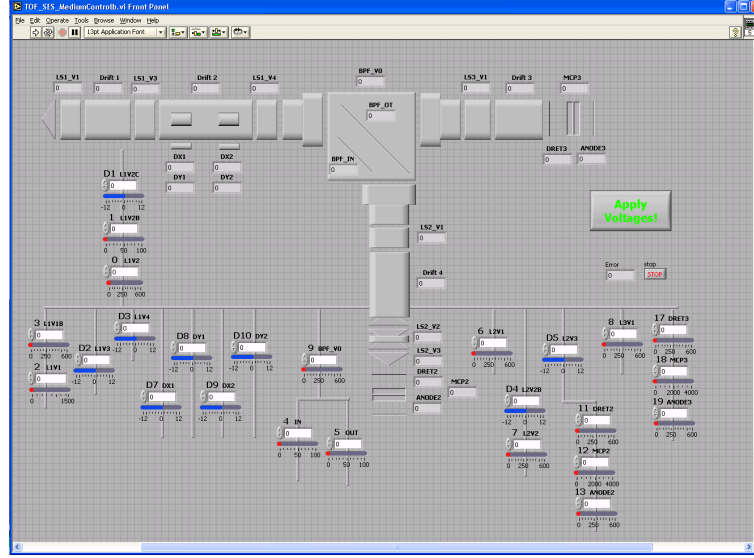 TOF_SES_MediumControlb.vi Front Panel
File Edit Operate Tools Browse Window Help
13pt Application Font
LS1_V1 Drift 1 LS1_V3 Drift 2 LS1_V4 BPF_VO LS3_V1 Drift 3 MCP3
0 0 0 0 0 0 0 0 0
BPF_OT
0
BPF_IN
0
DRET3 ANODE3
0 0
DX1 DX2
0 0
DY1 DY2
0 0
D1 L1V2C
0
-12 0 12
1 L1V2B
0
0 50 100
0 L1V2
0
0 250 600
Apply
Voltages!
LS2_V1
0
Error stop
0 STOP
Drift 4
0
LS2_V2
0
LS2_V3
0
DRET2
0
MCP2
0
ANODE2
0
3 L1V1B
0
0 250 600
2 L1V1
0
0 1500
D2 L1V3
0
-12 0 12
D3 L1V4
0
-12 0 12
D8 DY1
0
-12 0 12
D7 DX1
0
-12 0 12
D10 DY2
0
-12 0 12
D9 DX2
0
-12 0 12
9 BPF_VO
0
0 250 600
4 IN
0
0 50 100
5 OUT
0
0 50 100
6 L2V1
0
0 250 600
D4 L2V2B
0
-12 0 12
7 L2V2
0
0 250 600
D5 L2V3
0
-12 0 12
11 DRET2
0
0 250 600
12 MCP2
0
0 2000 4000
13 ANODE2
0
0 250 600
8 L3V1
0
0 250 600
17 DRET3
0
0 250 600
18 MCP3
0
0 2000 4000
19 ANODE3
0
0 250 600